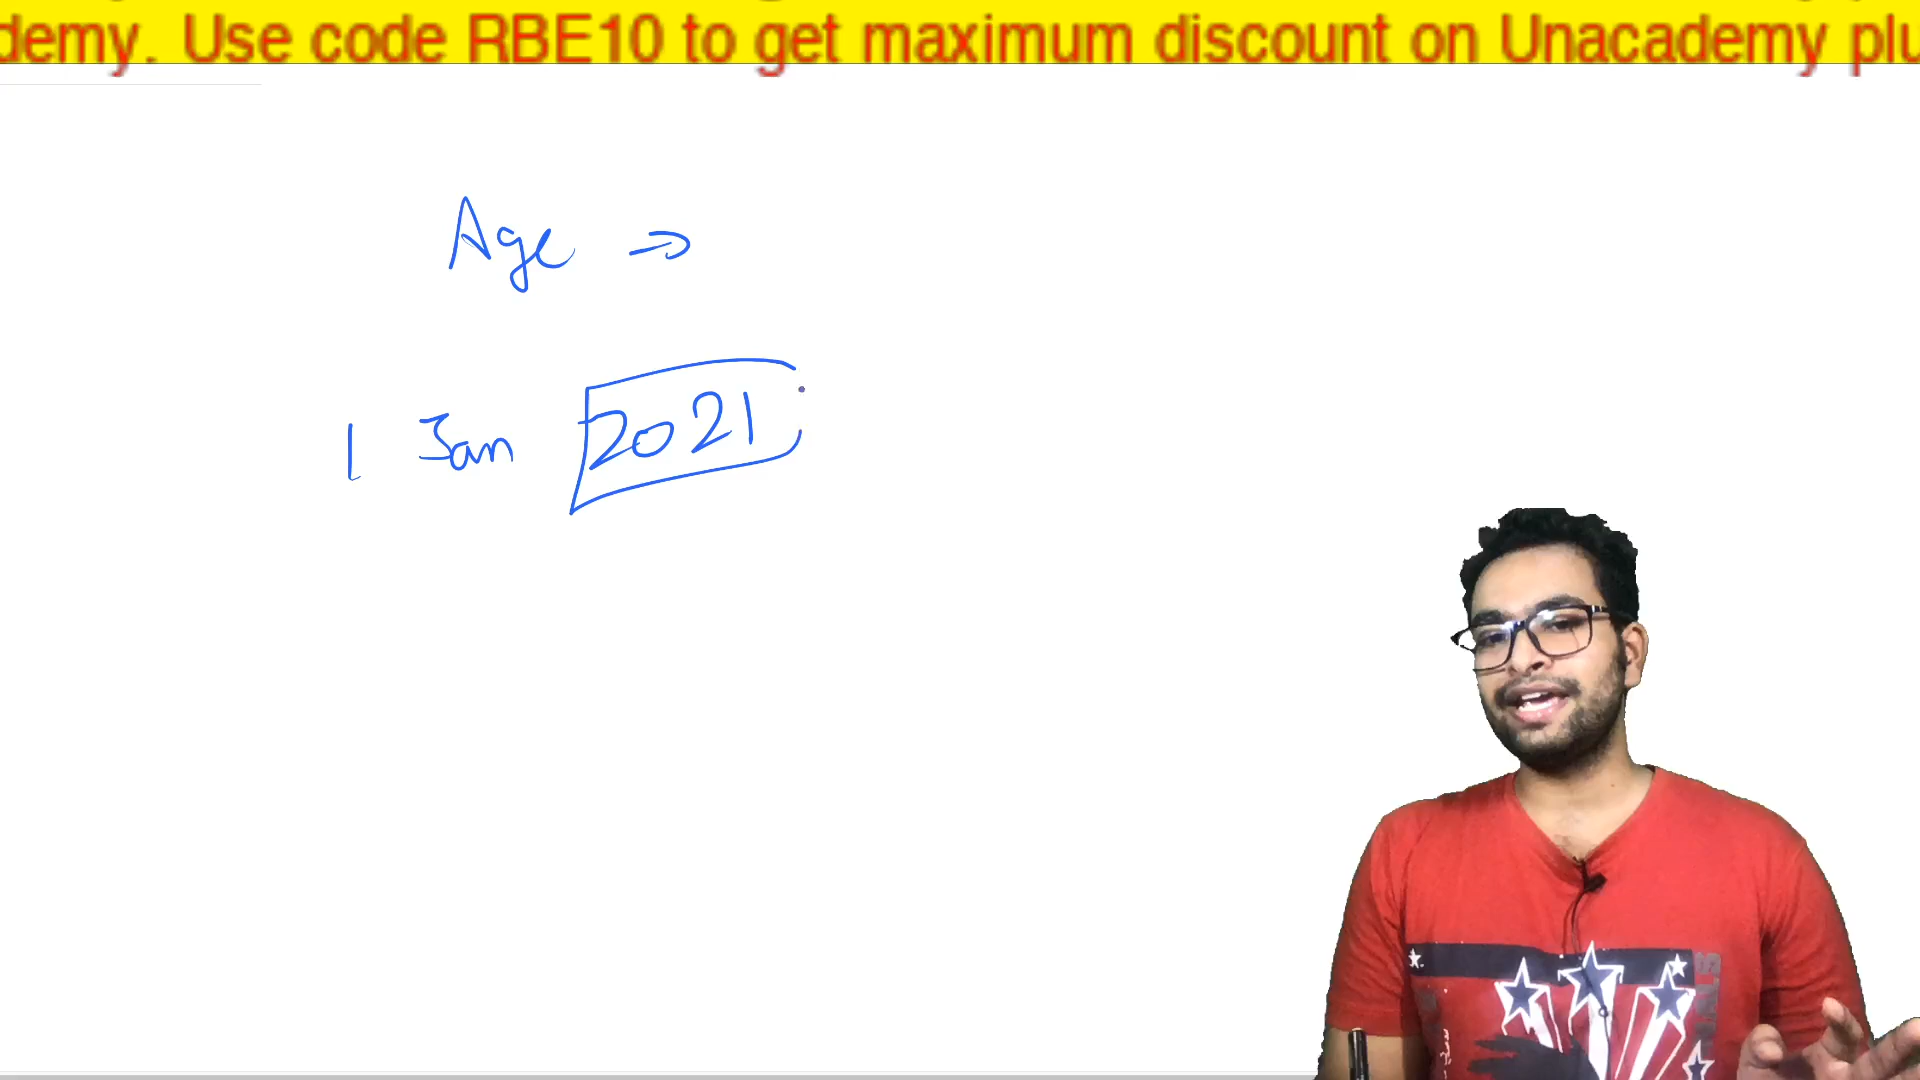 demy. Use code RBE10 to get maximum discount on Unacademy plu
Age →
1 Jan 2021